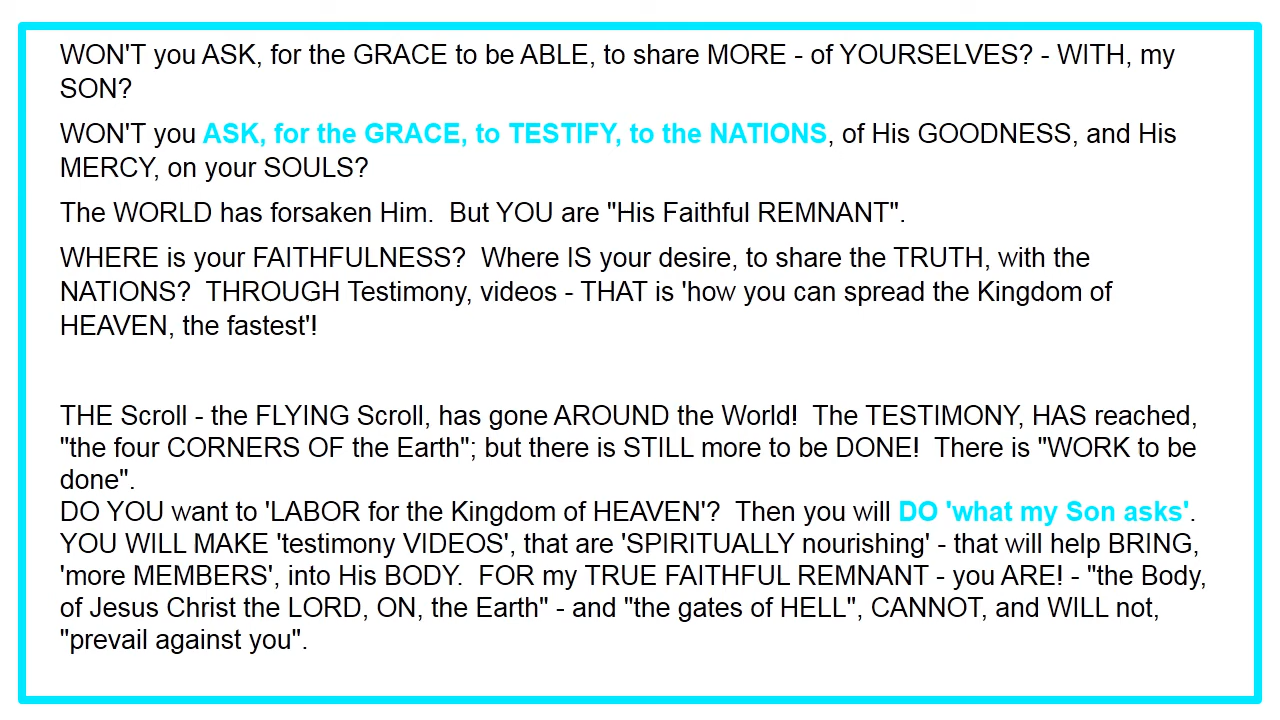 WON'T you ASK, for the GRACE to be ABLE, to share MORE - of YOURSELVES? - WITH, my
SON?
WON'T you ASK, for the GRACE, to TESTIFY, to the NATIONS, of His GOODNESS, and His
MERCY, on your SOULS?
The WORLD has forsaken Him.  But YOU are "His Faithful REMNANT".
WHERE is your FAITHFULNESS?  Where IS your desire, to share the TRUTH, with the
NATIONS?  THROUGH Testimony, videos - THAT is 'how you can spread the Kingdom of
HEAVEN, the fastest'!
THE Scroll - the FLYING Scroll, has gone AROUND the World!  The TESTIMONY, HAS reached,
"the four CORNERS OF the Earth"; but there is STILL more to be DONE!  There is "WORK to be
done".
DO YOU want to 'LABOR for the Kingdom of HEAVEN'?  Then you will DO 'what my Son asks'.
YOU WILL MAKE 'testimony VIDEOS', that are 'SPIRITUALLY nourishing' - that will help BRING,
'more MEMBERS', into His BODY.  FOR my TRUE FAITHFUL REMNANT - you ARE! - "the Body,
of Jesus Christ the LORD, ON, the Earth" - and "the gates of HELL", CANNOT, and WILL not,
"prevail against you".